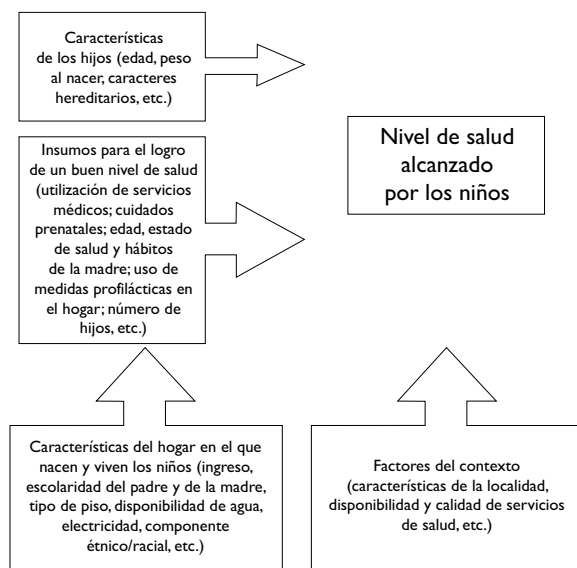 Características
de los hijos (edad, peso
al nacer, caracteres
hereditarios, etc.)
Insumos para el logro
de un buen nivel de salud
(utilización de servicios
médicos; cuidados
prenatales; edad, estado
de salud y hábitos
de la madre; uso de
medidas profilácticas en
el hogar; número de
hijos, etc.)
Nivel de salud
alcanzado
por los niños
Características del hogar en el que
nacen y viven los niños (ingreso,
escolaridad del padre y de la madre,
tipo de piso, disponibilidad de agua,
electricidad, componente
étnico/racial, etc.)
Factores del contexto
(características de la localidad,
disponibilidad y calidad de servicios
de salud, etc.)